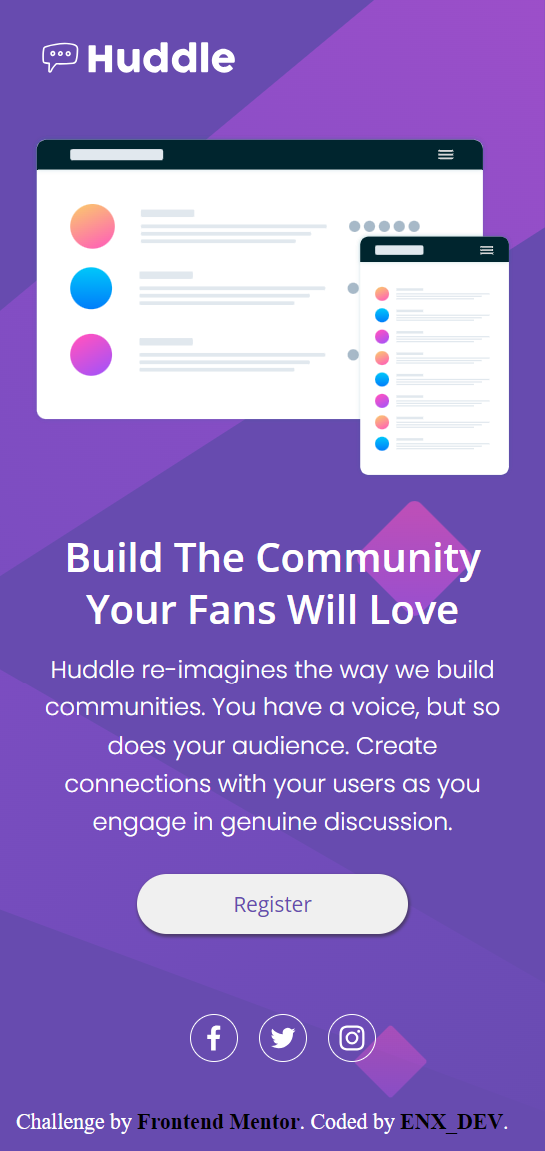 Huddle
Build The Community
Your Fans Will Love
Huddle re-imagines the way we build
communities. You have a voice, but so
does your audience. Create
connections with your users as you
engage in genuine discussion.
Register
Challenge by Frontend Mentor. Coded by ENX_DEV.